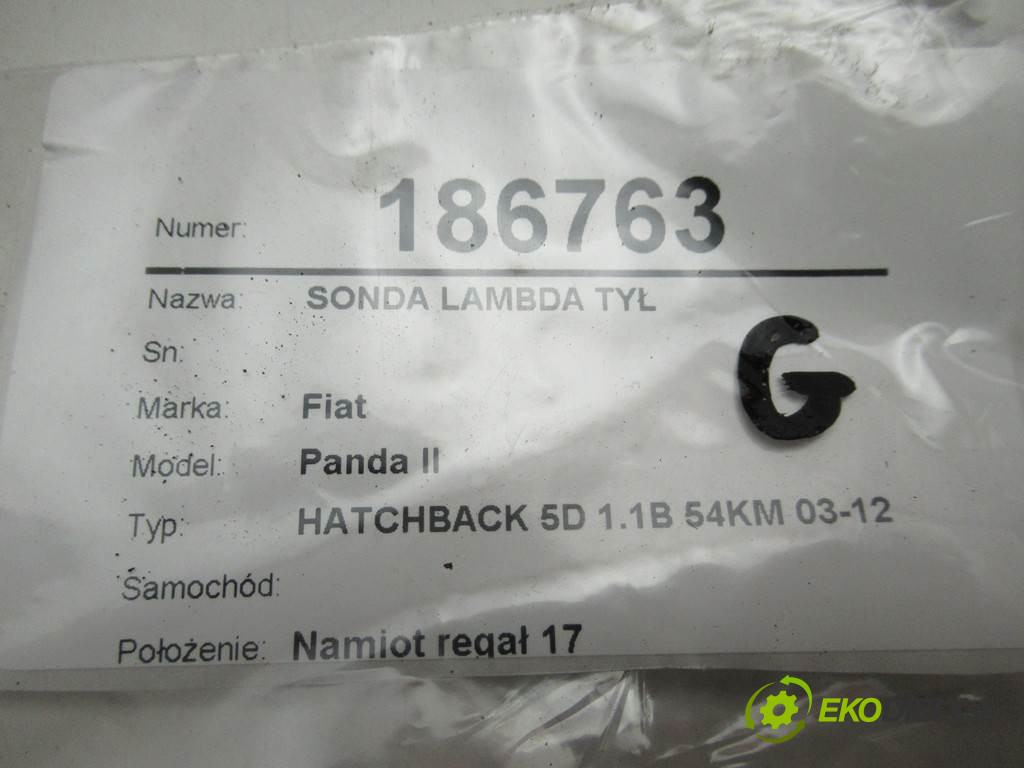 Numer: 186763
Nazwa: SONDA LAMBDA TYŁ
Sn:
G
Marka: Fiat
Model: Panda II
Typ: HATCHBACK 5D 1.1B 54KM 03-12
Samochód:
Położenie: Namiot regał 17